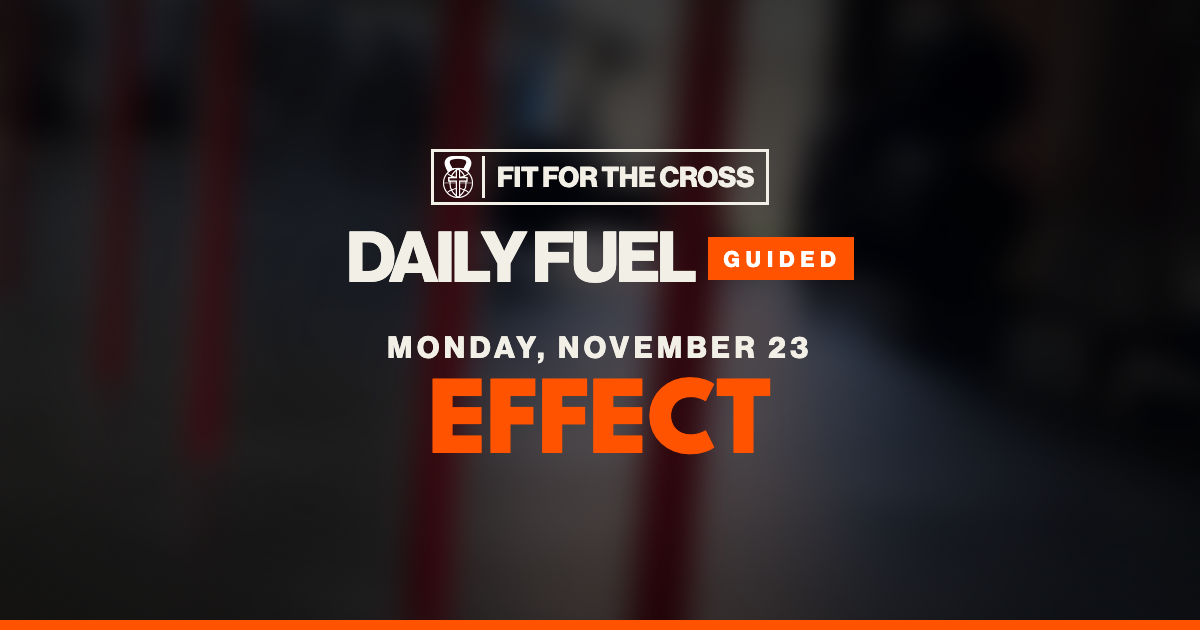 FIT FOR THE CROSS
DAILY FUEL GUIDED
MONDAY, NOVEMBER 23
EFFECT